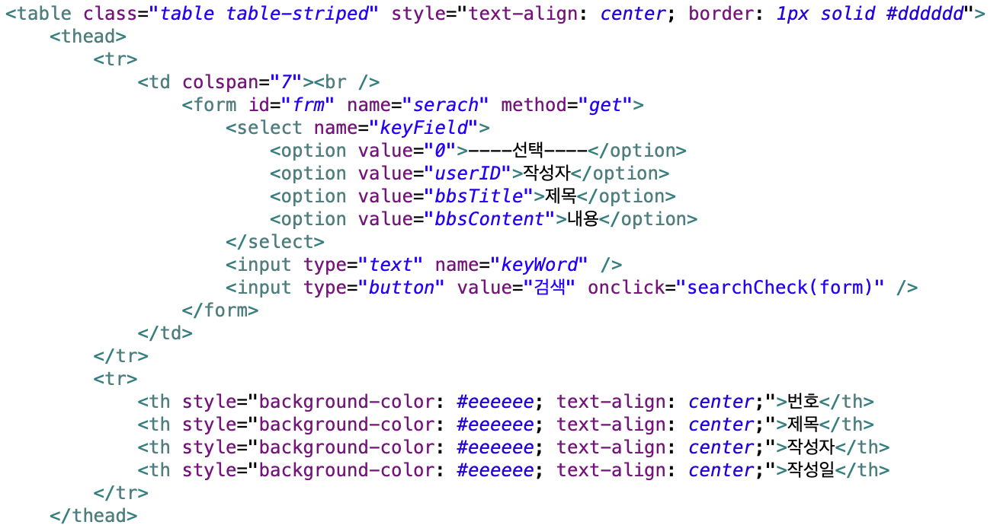 <table class="table table-striped" style="text-align: center; border: 1px solid #dddddd">
<thead>
<tr>
<td colspan="7"><br />
<form id="frm" name="serach" method="get">
<select name="keyField">
<option value="0">----선택----</option>
<option value="userID">작성자</option>
<option value="bbsTitle">제목</option>
<option value="bbsContent">내용</option>
</select>
<input type="text" name="keyWord" />
<input type="button" value="검색" onclick="searchCheck(form)" />
</form>
</td>
</tr>
<tr>
<th style="background-color: #eeeeee; text-align: center;">번호</th>
<th style="background-color: #eeeeee; text-align: center;">제목</th>
<th style="background-color: #eeeeee; text-align: center;">작성자</th>
<th style="background-color: #eeeeee; text-align: center;">작성일</th>
</tr>
</thead>